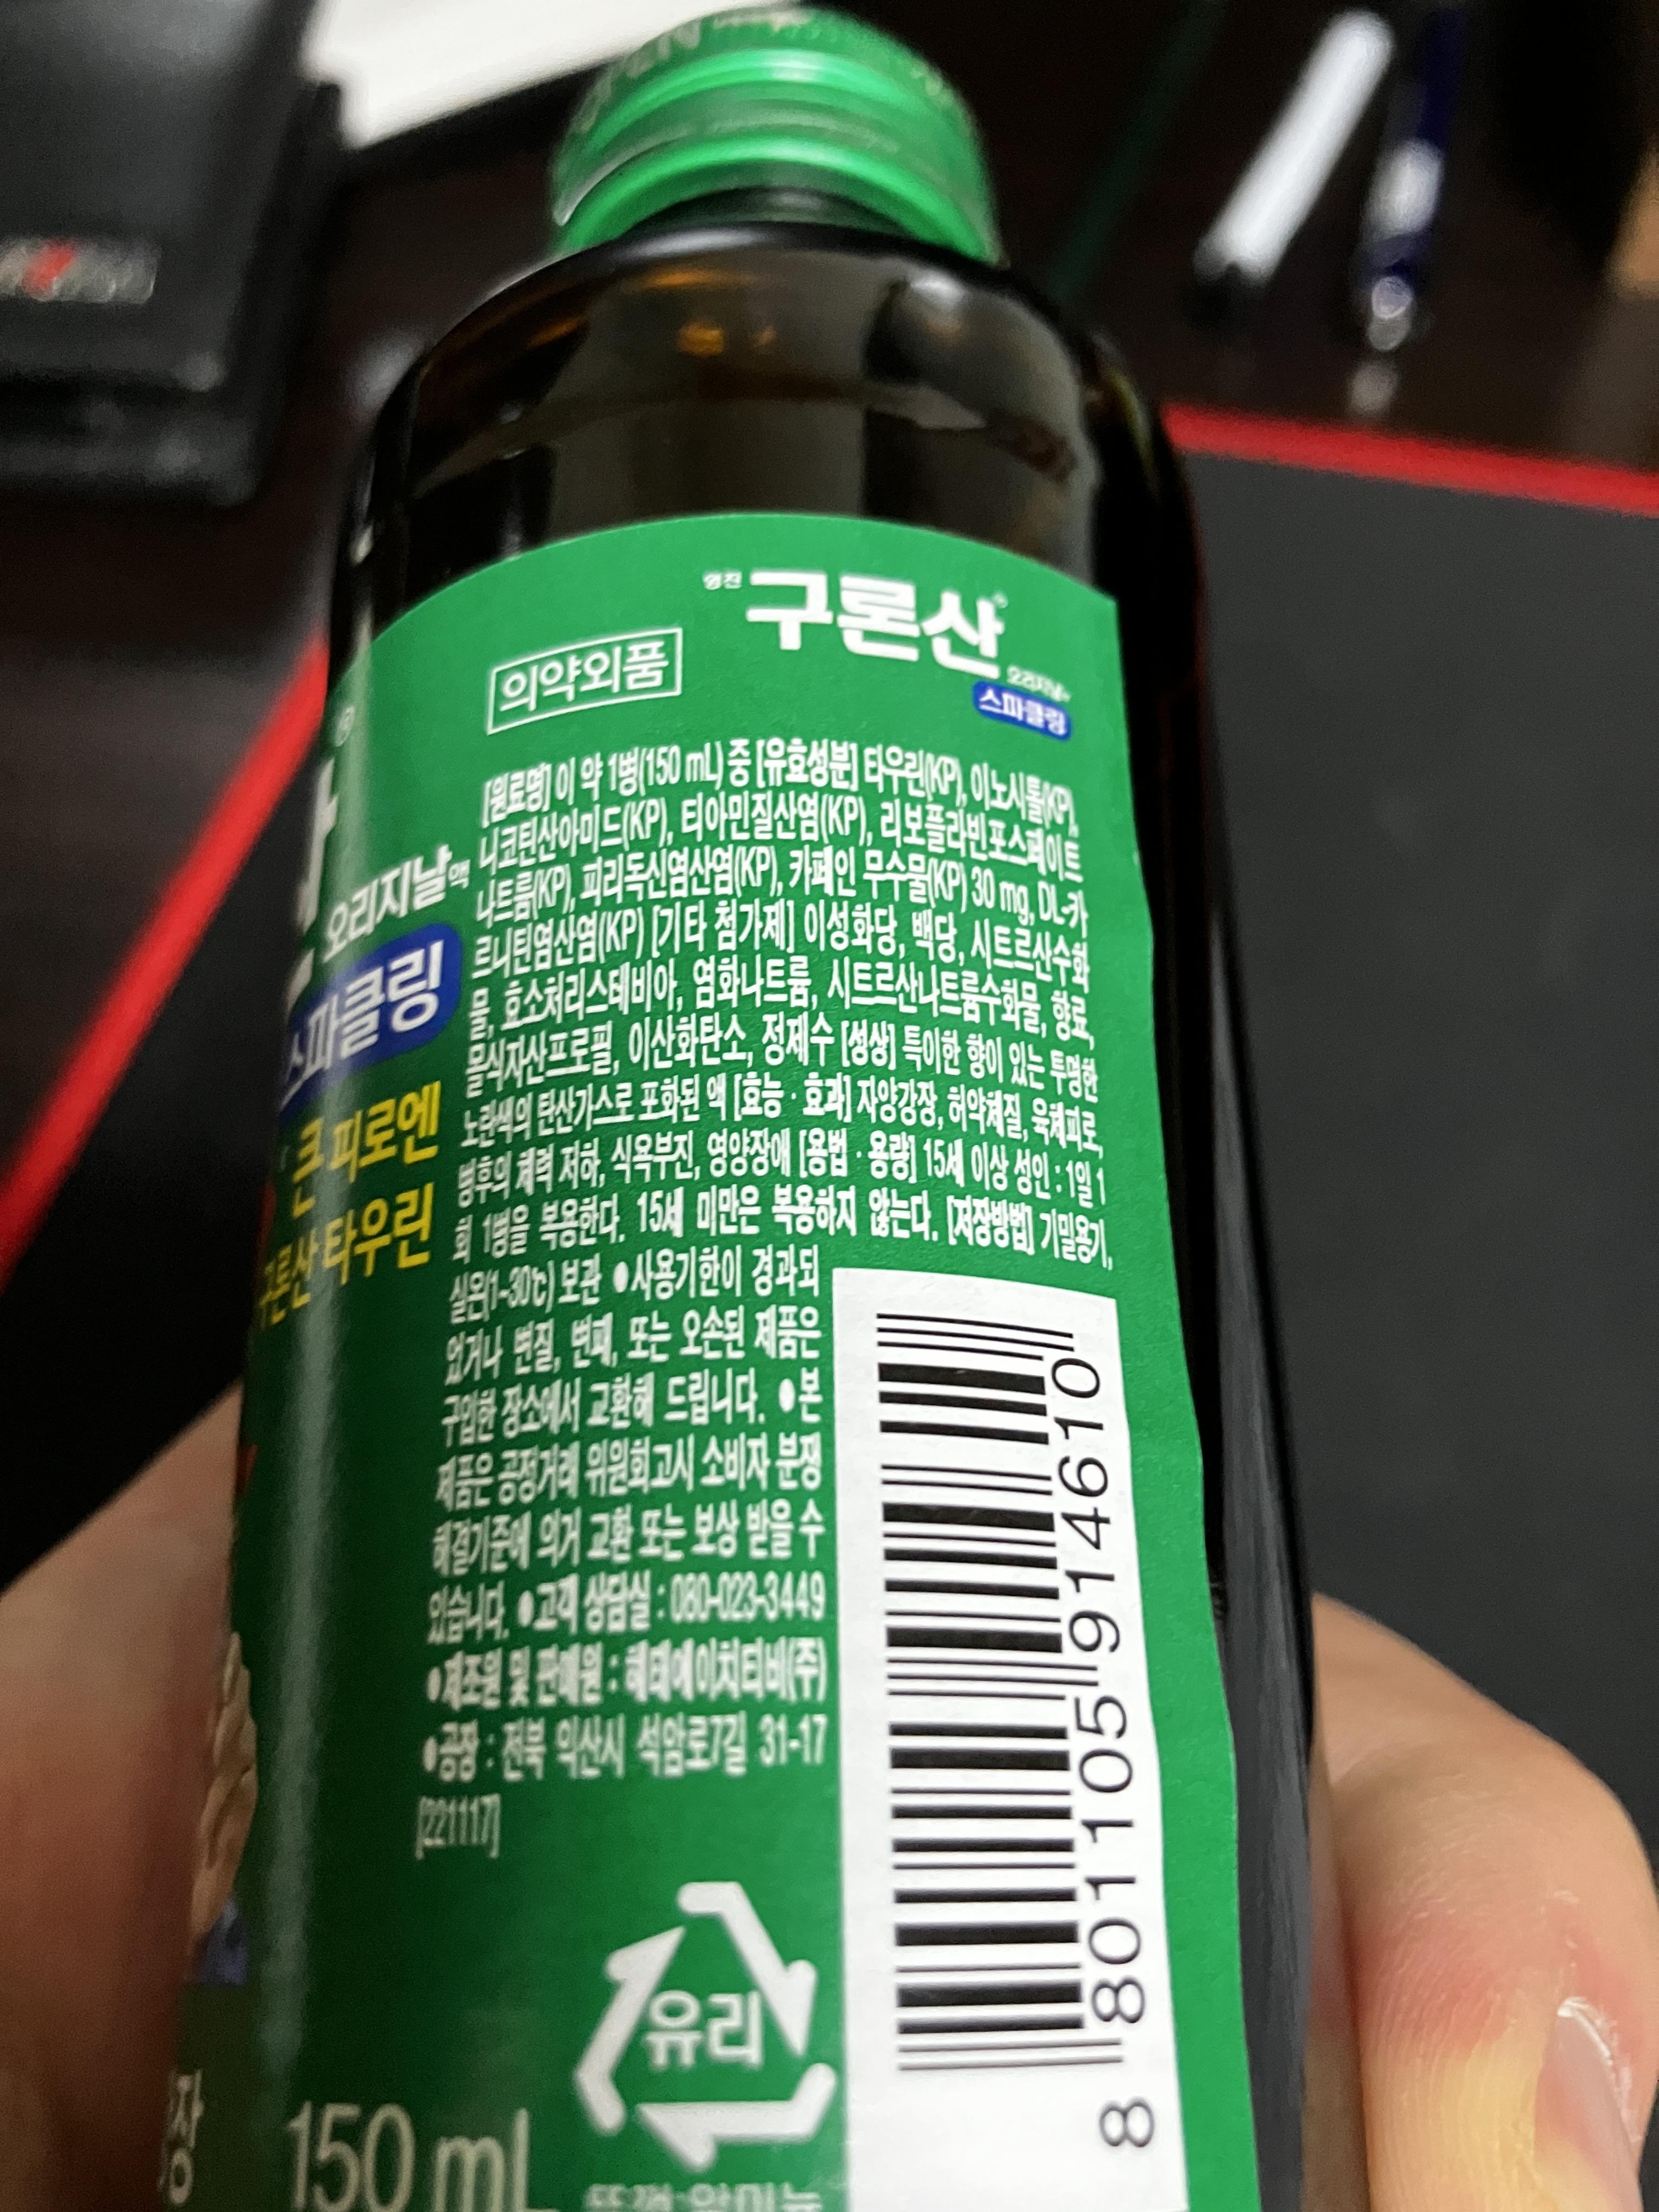 영진 구론산
오리지날액
스파클링
의약외품
[원료명] 이 약 1병(150 mL) 중 [유효성분] 타우린(KP), 이노시톨(KP),
니코틴산아미드(KP), 티아민질산염(KP), 리보플라빈포스페이트
나트륨(KP), 피리독신염산염(KP), 카페인 무수물(KP) 30 mg, DL-카
르니틴염산염(KP) [기타 첨가제] 이성화당, 백당, 시트르산수화
물, 효소처리스테비아, 염화나트륨, 시트르산나트륨수화물, 향료,
몰식자산프로필, 이산화탄소, 정제수 [성상] 특이한 향이 있는 투명한
노란색의 탄산가스로 포화된 액 [효능·효과] 자양강장, 허약체질, 육체피로,
병후의 체력 저하, 식욕부진, 영양장애 [용법·용량] 15세 이상 성인 : 1일 1
회 1병을 복용한다. 15세 미만은 복용하지 않는다. [저장방법] 기밀용기,
실온(1~30℃) 보관 ●사용기한이 경과되
었거나 변질, 변패, 또는 오손된 제품은
구입한 장소에서 교환해 드립니다. ●본
제품은 공정거래 위원회고시 소비자 분쟁
해결기준에 의거 교환 또는 보상 받을 수
있습니다. ●고객 상담실 : 080-023-3449
●제조원 및 판매원 : 해태에이치티비(주)
●공장 : 전북 익산시 석암로7길 31-17
[221117]
유리
8 801105 914610
오리지날액
스파클링
큰 피로엔
구론산 타우린
150 mL